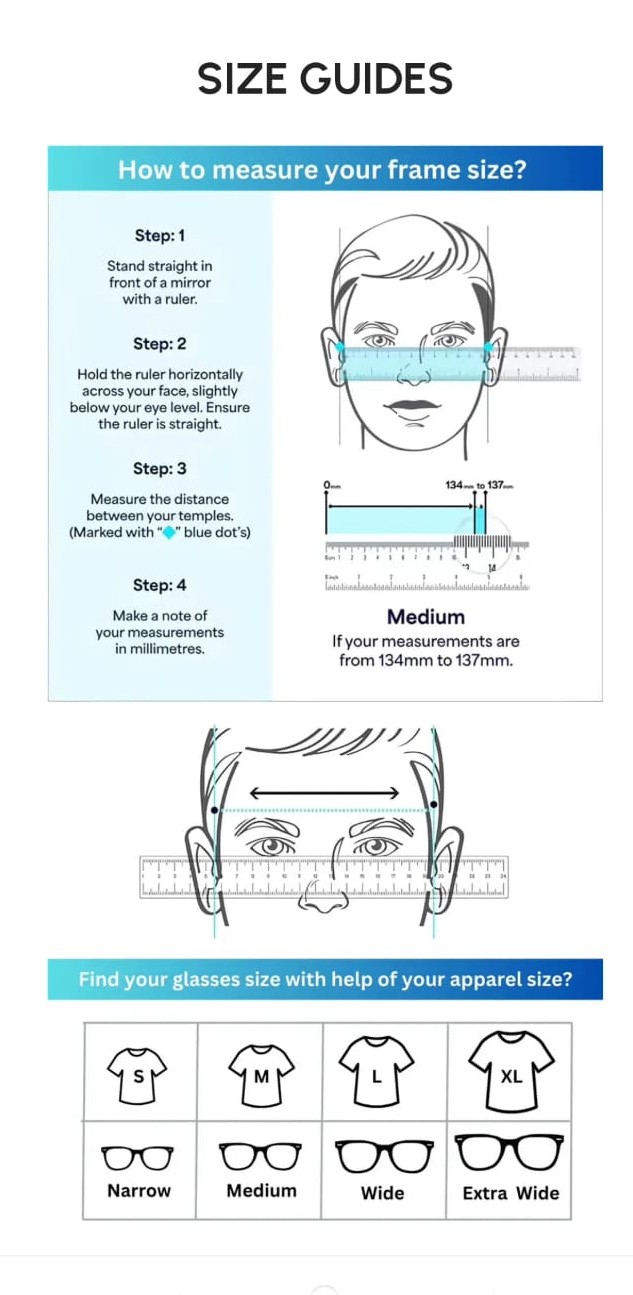 SIZE GUIDES
How to measure your frame size?
Step: 1
Stand straight in
front of a mirror
with a ruler.
Step: 2
Hold the ruler horizontally
across your face, slightly
below your eye level. Ensure
the ruler is straight.
Step: 3
Measure the distance
between your temples.
(Marked with “ ” blue dot’s)
Step: 4
Make a note of
your measurements
in millimetres.
0mm
134mm to 137mm
Medium
If your measurements are
from 134mm to 137mm.
Find your glasses size with help of your apparel size?
S M L XL
Narrow Medium Wide Extra Wide